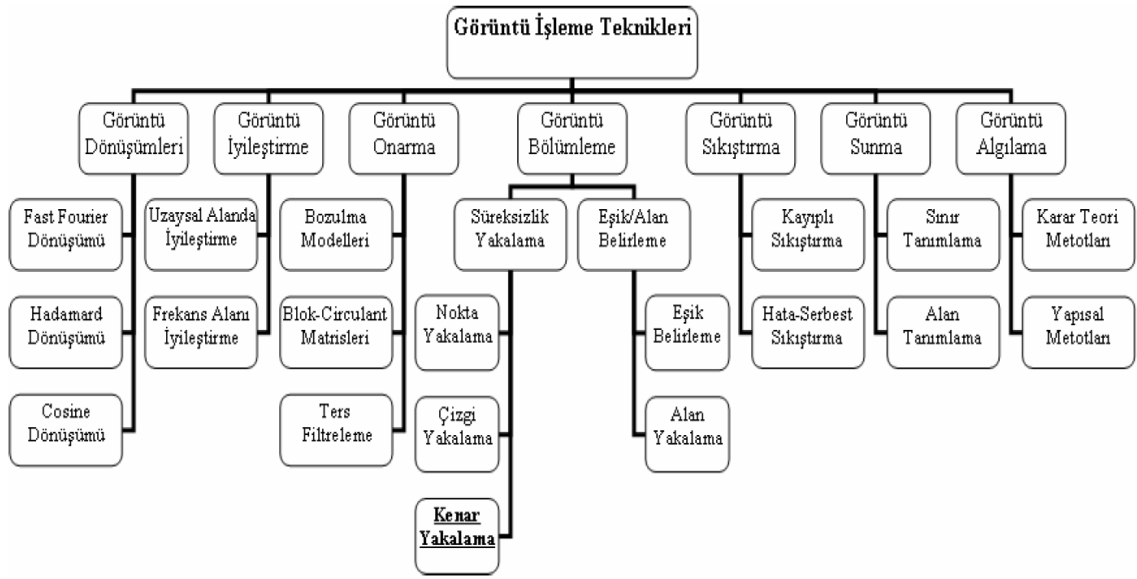 Görüntü İşleme Teknikleri
Görüntü
Dönüşümleri
Görüntü
İyileştirme
Görüntü
Onarma
Görüntü
Bölümleme
Görüntü
Sıkıştırma
Görüntü
Sunma
Görüntü
Algılama
Fast Fourier
Dönüşümü
Hadamard
Dönüşümü
Cosine
Dönüşümü
Uzaysal Alanda
İyileştirme
Frekans Alanı
İyileştirme
Bozulma
Modelleri
Blok-Circulant
Matrisleri
Ters
Filtreleme
Süreksizlik
Yakalama
Nokta
Yakalama
Çizgi
Yakalama
Kenar
Yakalama
Eşik/Alan
Belirleme
Eşik
Belirleme
Alan
Yakalama
Kayıplı
Sıkıştırma
Hata-Serbest
Sıkıştırma
Sınır
Tanımlama
Alan
Tanımlama
Karar Teori
Metotları
Yapısal
Metotları